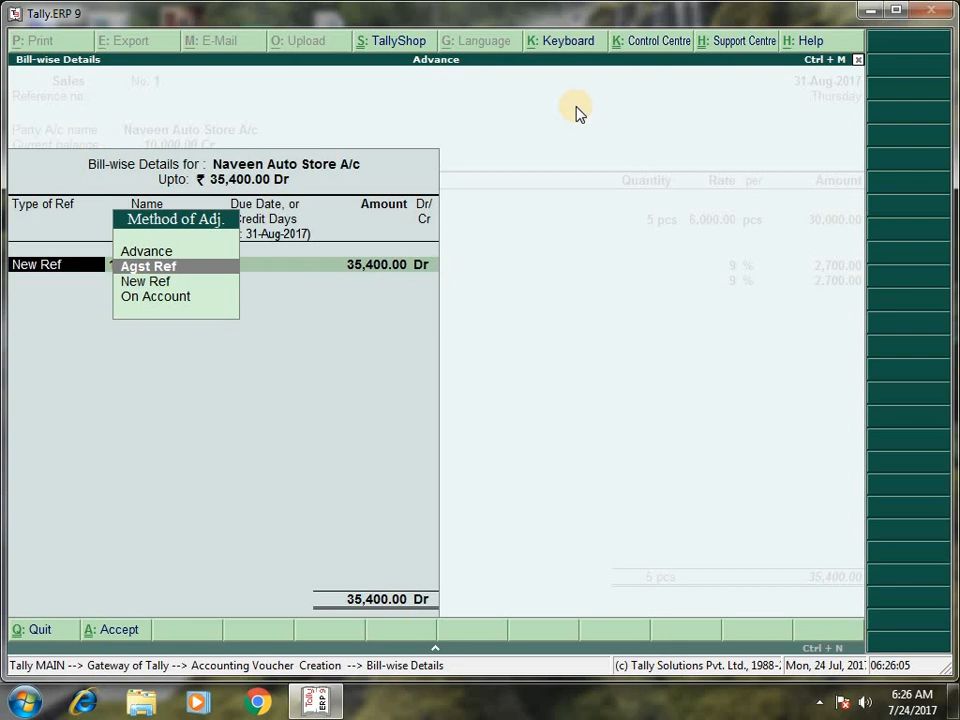 Tally.ERP 9
P: Print E: Export M: E-Mail O: Upload S: TallyShop G: Language K: Keyboard K: Control Centre H: Support Centre H: Help
Bill-wise Details Advance Ctrl + M
Sales No. 1 31-Aug-2017
Reference no. Thursday
Party A/c name Naveen Auto Store A/c
Current balance 10,000.00 Cr
Bill-wise Details for : Naveen Auto Store A/c
Upto: ₹ 35,400.00 Dr
Quantity Rate per Amount
Type of Ref Name Due Date, or Amount Dr/
Credit Days Cr
: 31-Aug-2017)
Method of Adj.
5 pcs 6,000.00 pcs 30,000.00
Advance
Agst Ref
New Ref
On Account
New Ref 35,400.00 Dr
9 % 2,700.00
9 % 2,700.00
5 pcs 35,400.00
35,400.00 Dr
Q: Quit A: Accept
Ctrl + N
Tally MAIN --> Gateway of Tally --> Accounting Voucher Creation --> Bill-wise Details (c) Tally Solutions Pvt. Ltd., 1988- Mon, 24 Jul, 201 06:26:05
Tally
ERP 9
6:26 AM
7/24/2017